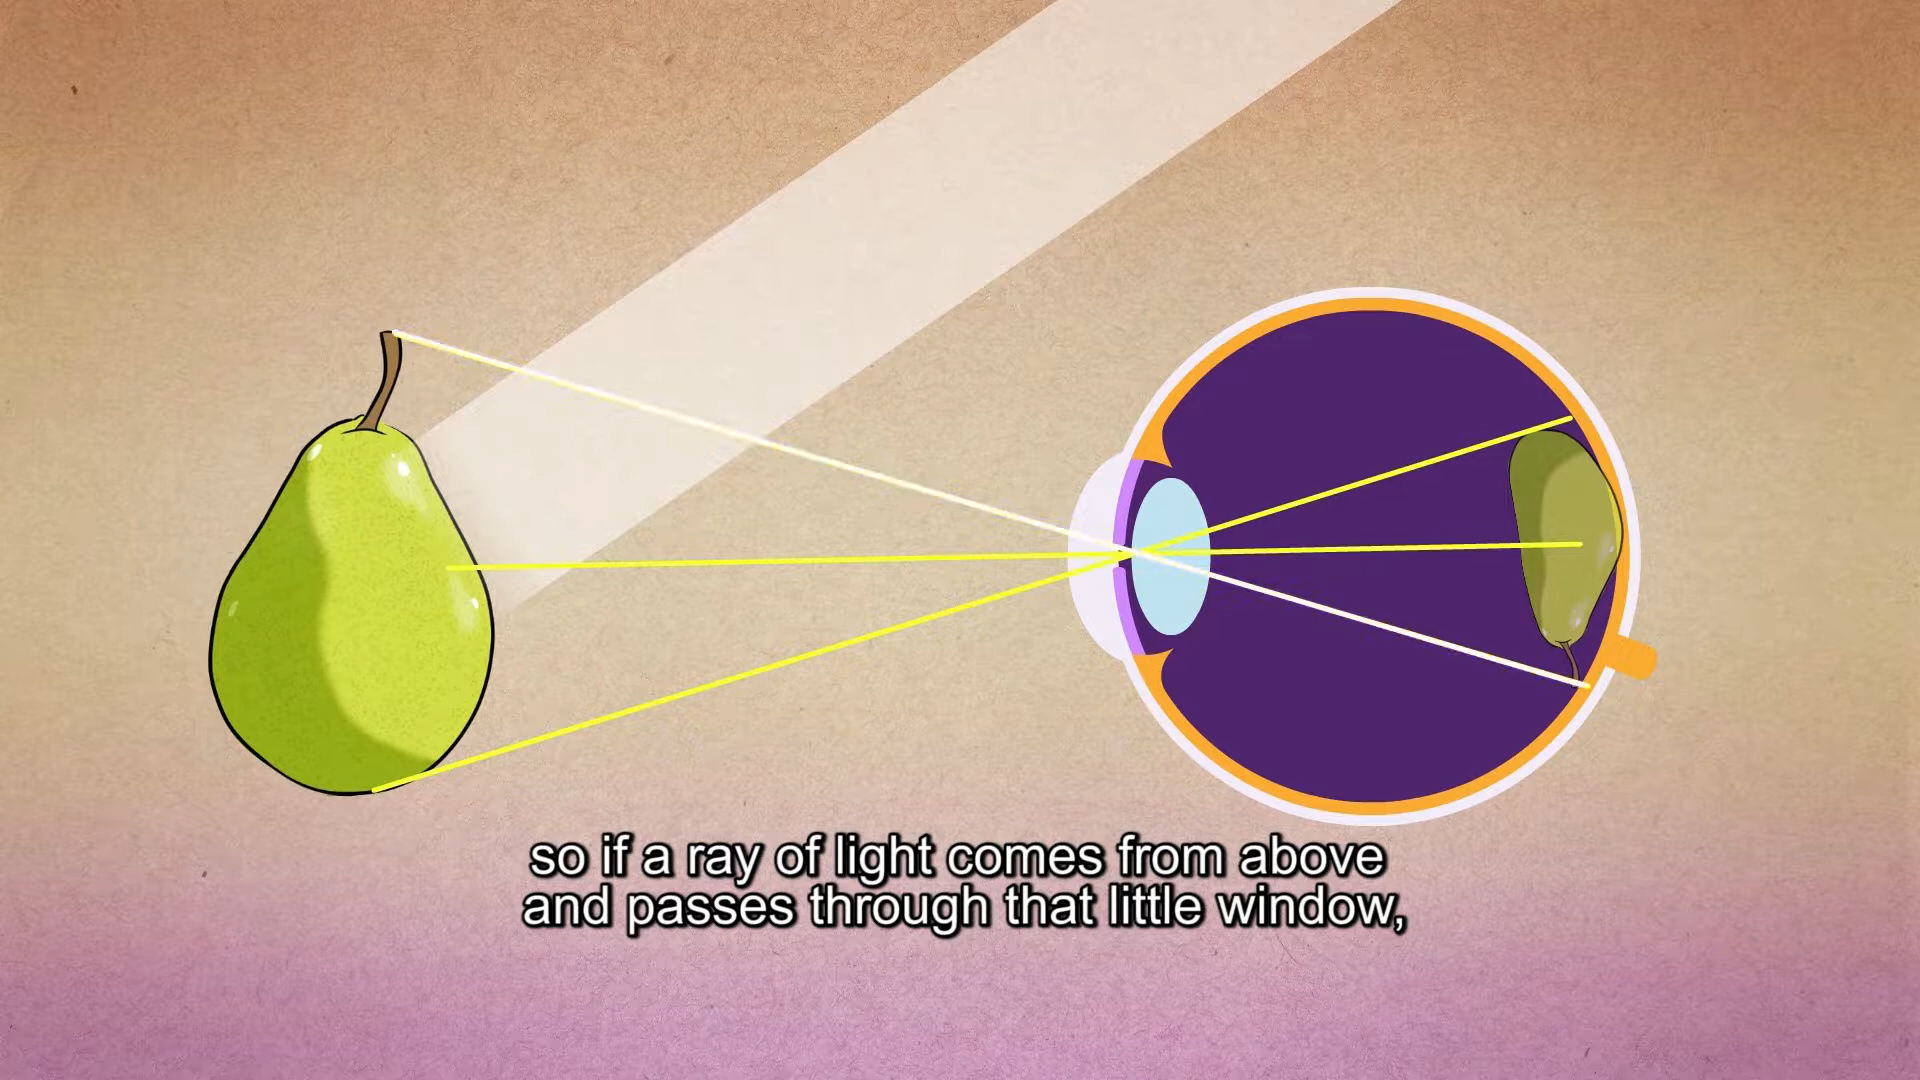 so if a ray of light comes from above
and passes through that little window,